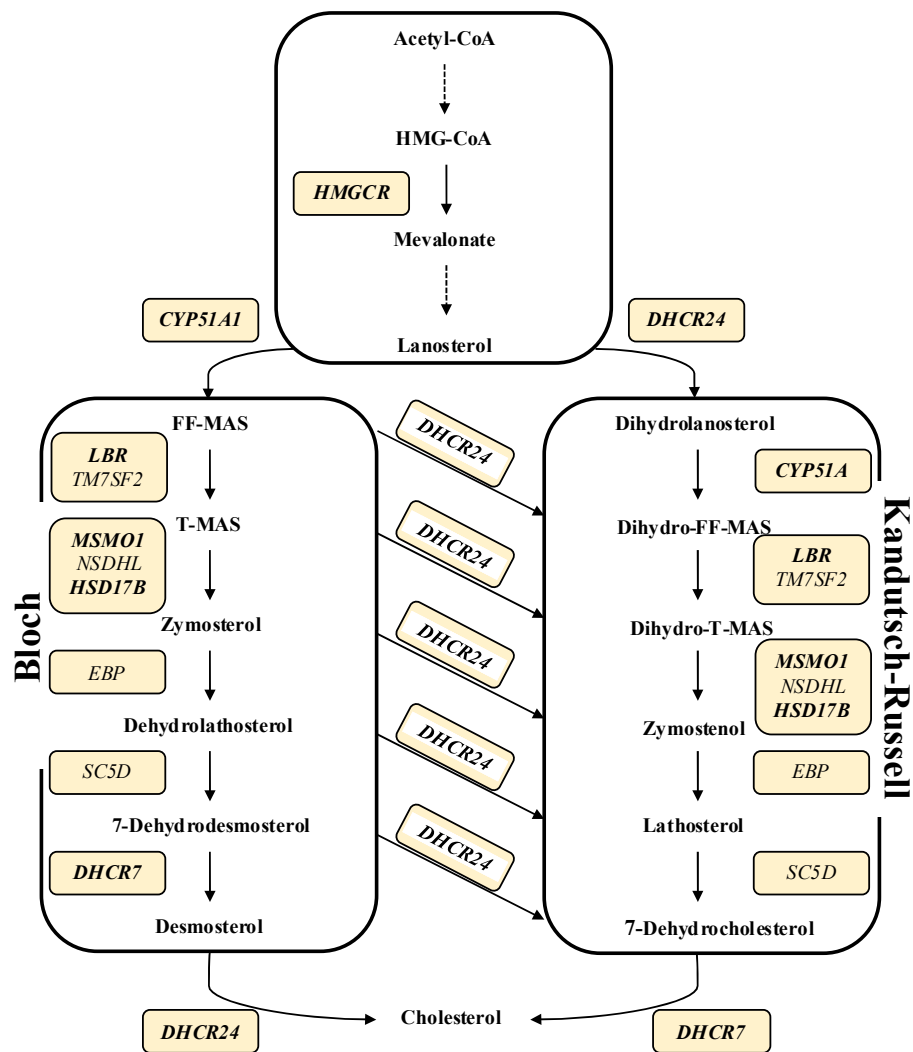 Acetyl-CoA
HMG-CoA
HMGCR
Mevalonate
CYP51A1
DHCR24
Lanosterol
Bloch
FF-MAS
LBR
TM7SF2
T-MAS
MSMO1
NSDHL
HSD17B
Zymosterol
EBP
Dehydrolathosterol
SC5D
7-Dehydrodesmosterol
DHCR7
Desmosterol
DHCR24
DHCR24
DHCR24
DHCR24
DHCR24
Kandutsch-Russell
Dihydrolanosterol
CYP51A
Dihydro-FF-MAS
LBR
TM7SF2
Dihydro-T-MAS
MSMO1
NSDHL
HSD17B
Zymostenol
EBP
Lathosterol
SC5D
7-Dehydrocholesterol
Cholesterol
DHCR24
DHCR7